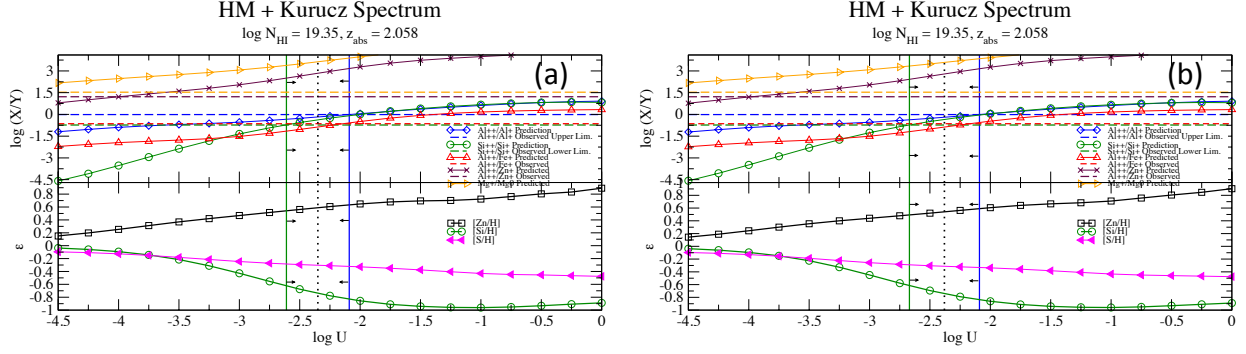 HM + Kurucz Spectrum
log N_HI = 19.35, z_abs = 2.058
(a)
log (X/Y)
3
1.5
0
-1.5
-3
-4.5
Al++/Al+ Prediction
Al++/Al+ Observed Upper Lim.
Si++/Si+ Prediction
Si++/Si+ Observed Lower Lim.
Al++/Fe+ Predicted
Al++/Fe+ Observed
Al++/Zn+ Predicted
Al++/Zn+ Observed
Mg+/Mg0 Predicted
ε
0.8
0.6
0.4
0.2
0
-0.2
-0.4
-0.6
-0.8
-1
[Zn/H]
[Si/H]
[S/H]
-4.5 -4 -3.5 -3 -2.5 -2 -1.5 -1 -0.5 0
log U
HM + Kurucz Spectrum
log N_HI = 19.35, z_abs = 2.058
(b)
log (X/Y)
3
1.5
0
-1.5
-3
-4.5
Al++/Al+ Prediction
Al++/Al+ Observed Upper Lim.
Si++/Si+ Prediction
Si++/Si+ Observed Lower Lim.
Al++/Fe+ Predicted
Al++/Fe+ Observed
Al++/Zn+ Predicted
Al++/Zn+ Observed
Mg+/Mg0 Predicted
ε
0.8
0.6
0.4
0.2
0
-0.2
-0.4
-0.6
-0.8
-1
[Zn/H]
[Si/H]
[S/H]
-4.5 -4 -3.5 -3 -2.5 -2 -1.5 -1 -0.5 0
log U